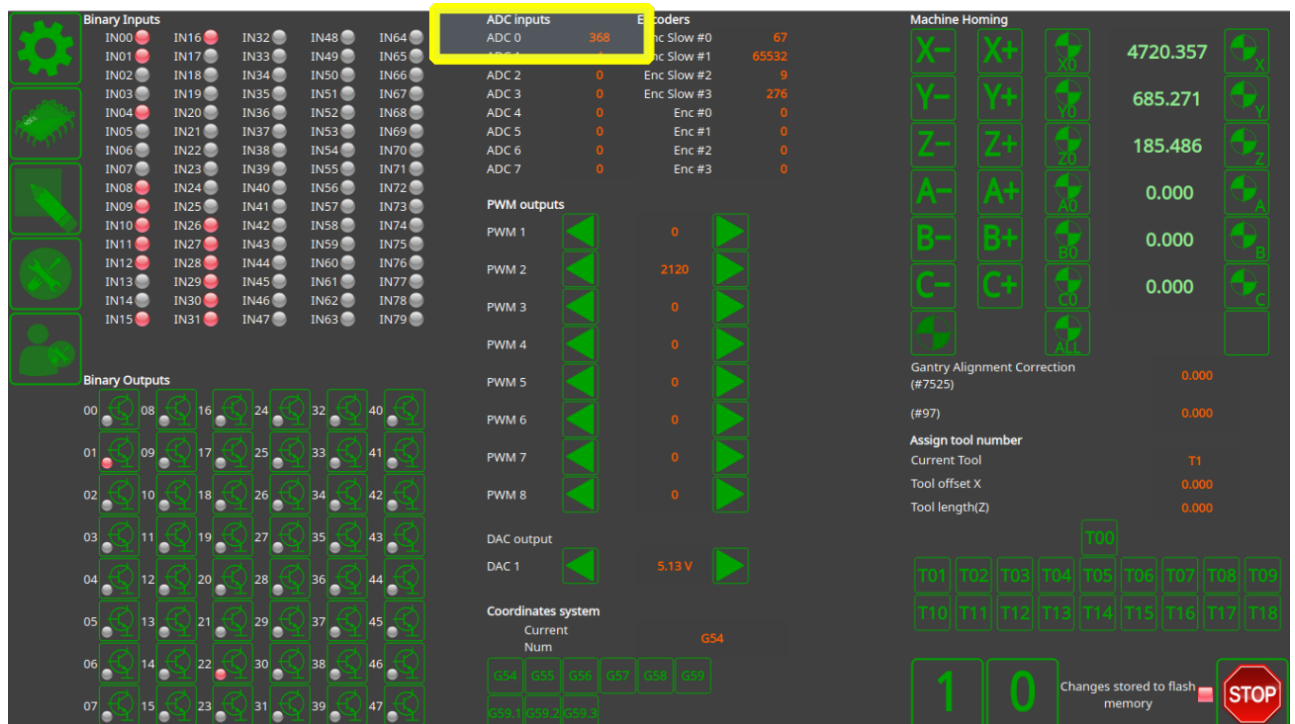 Binary Inputs
IN00 IN16 IN32 IN48 IN64
IN01 IN17 IN33 IN49 IN65
IN02 IN18 IN34 IN50 IN66
IN03 IN19 IN35 IN51 IN67
IN04 IN20 IN36 IN52 IN68
IN05 IN21 IN37 IN53 IN69
IN06 IN22 IN38 IN54 IN70
IN07 IN23 IN39 IN55 IN71
IN08 IN24 IN40 IN56 IN72
IN09 IN25 IN41 IN57 IN73
IN10 IN26 IN42 IN58 IN74
IN11 IN27 IN43 IN59 IN75
IN12 IN28 IN44 IN60 IN76
IN13 IN29 IN45 IN61 IN77
IN14 IN30 IN46 IN62 IN78
IN15 IN31 IN47 IN63 IN79
Binary Outputs
00 08 16 24 32 40
01 09 17 25 33 41
02 10 18 26 34 42
03 11 19 27 35 43
04 12 20 28 36 44
05 13 21 29 37 45
06 14 22 30 38 46
07 15 23 31 39 47
ADC inputs
ADC 0 368
ADC 2 0
ADC 3 0
ADC 4 0
ADC 5 0
ADC 6 0
ADC 7 0
Slow #0 67
Slow #1 65532
Enc Slow #2 9
Enc Slow #3 276
Enc #0 0
Enc #1 0
Enc #2 0
Enc #3 0
PWM outputs
PWM 1 0
PWM 2 2120
PWM 3 0
PWM 4 0
PWM 5 0
PWM 6 0
PWM 7 0
PWM 8 0
DAC output
DAC 1 5.13 V
Coordinates system
Current
Num
G54
G54 G55 G56 G57 G58 G59
G59.1 G59.2 G59.3
Machine Homing
X- X+ X0 4720.357 X
Y- Y+ Y0 685.271 Y
Z- Z+ Z0 185.486 Z
A- A+ A0 0.000 A
B- B+ B0 0.000 B
C- C+ C0 0.000 C
ALL
Gantry Alignment Correction
(#7525) 0.000
(#97) 0.000
Assign tool number
Current Tool T1
Tool offset X 0.000
Tool length(Z) 0.000
T00
T01 T02 T03 T04 T05 T06 T07 T08 T09
T10 T11 T12 T13 T14 T15 T16 T17 T18
1 0
Changes stored to flash
memory
STOP